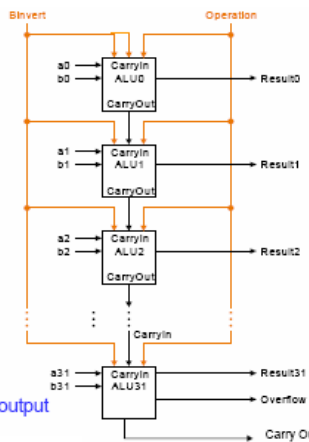 Binvert Operation
a0 CarryIn
b0 ALU0 Result0
CarryOut
a1 CarryIn
b1 ALU1 Result1
CarryOut
a2 CarryIn
b2 ALU2 Result2
CarryOut
CarryIn
a31 CarryIn Result31
b31 ALU31
Overflow
output
Carry Ou